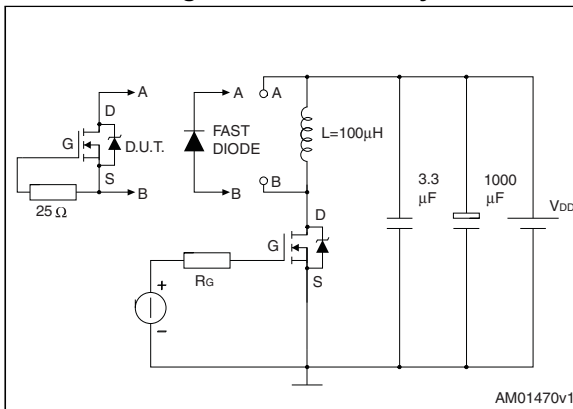 A
D
G
D.U.T.
S
B
25 Ω
A
FAST
DIODE
B
A
L=100µH
B
D
G
S
RG
+
-
3.3
µF
1000
µF
VDD
AM01470v1